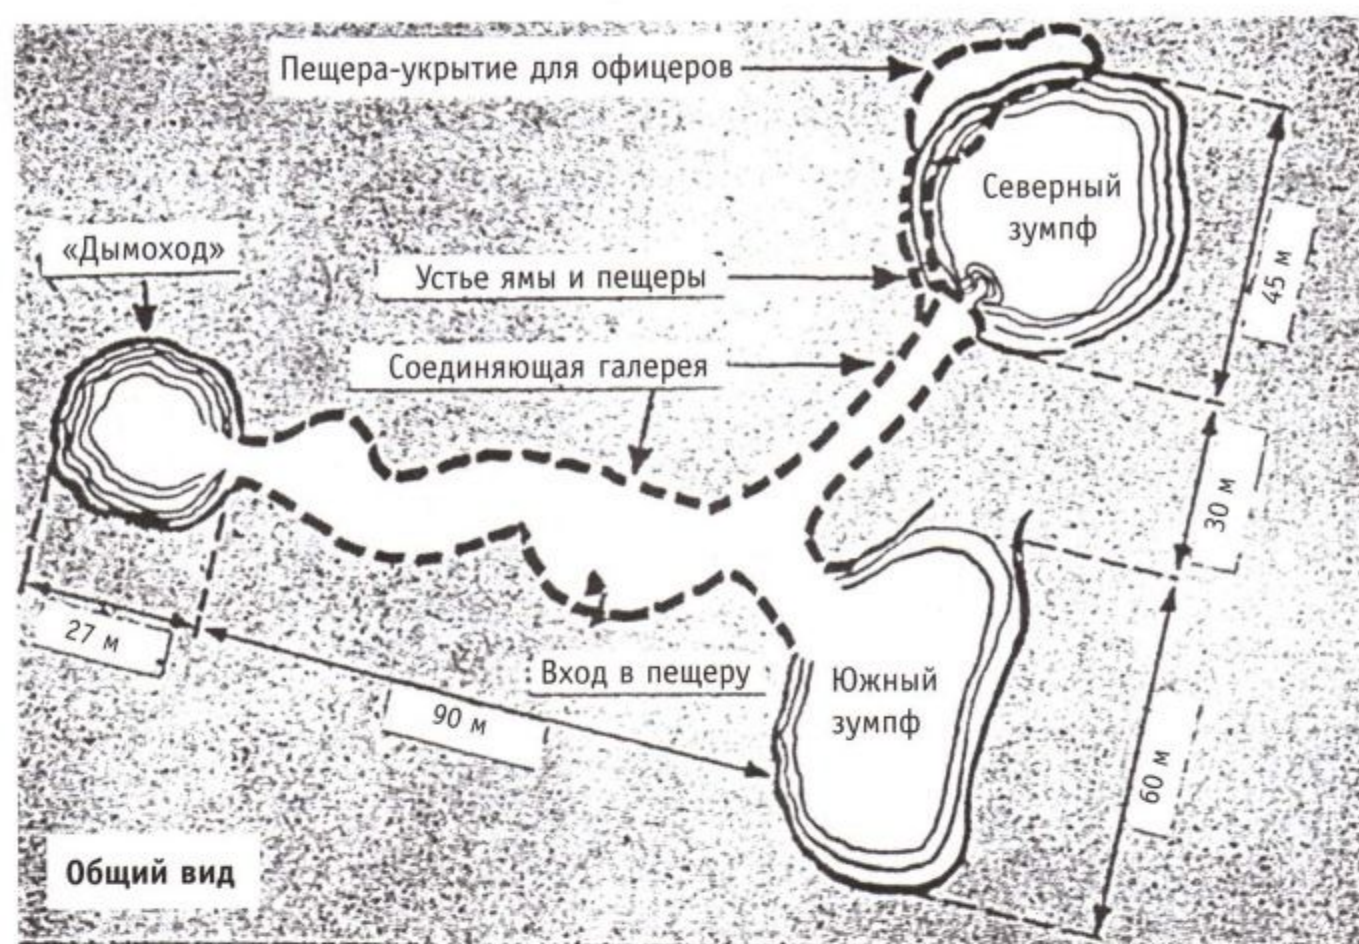 Пещера-укрытие для офицеров
Северный
зумпф
«Дымоход»
Устье ямы и пещеры
45 м
Соединяющая галерея
30 м
27 м
Вход в пещеру
Южный
зумпф
90 м
60 м
Общий вид